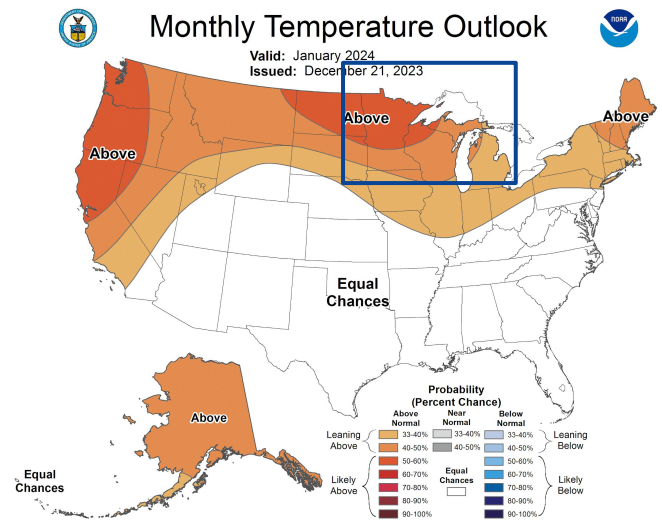 Monthly Temperature Outlook
NOAA
Valid: January 2024
Issued: December 21, 2023
Above
Above
Above
Equal
Chances
Above
Equal
Chances
Probability
(Percent Chance)
Above
Normal
Near
Normal
Below
Normal
Leaning
Above
33-40%
33-40%
33-40%
Leaning
Below
40-50%
40-50%
40-50%
Likely
Above
50-60%
60-70%
70-80%
80-90%
90-100%
Equal
Chances
50-60%
60-70%
70-80%
80-90%
90-100%
Likely
Below